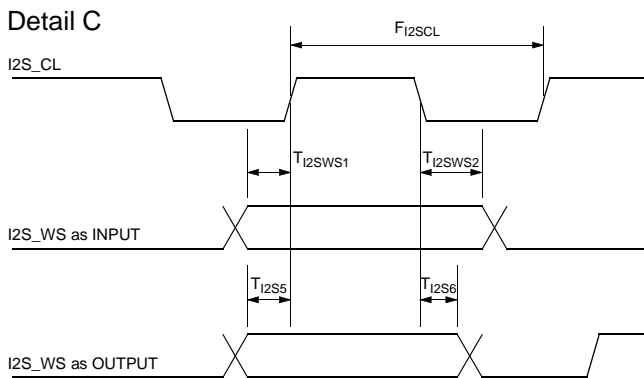 Detail C
F_I2SCL
I2S_CL
T_I2SWS1
T_I2SWS2
I2S_WS as INPUT
T_I2S5
T_I2S6
I2S_WS as OUTPUT